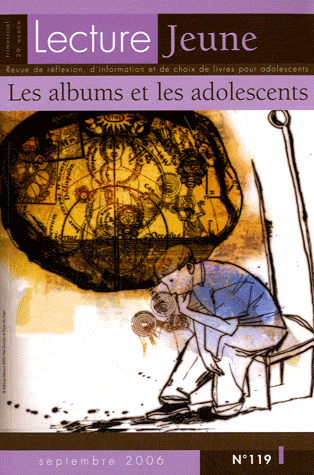 trimestriel
29e année
Lecture Jeune
Revue de réflexion, d'information et de choix de livres pour adolescents
Les albums et les adolescents
septembre 2006
N°119